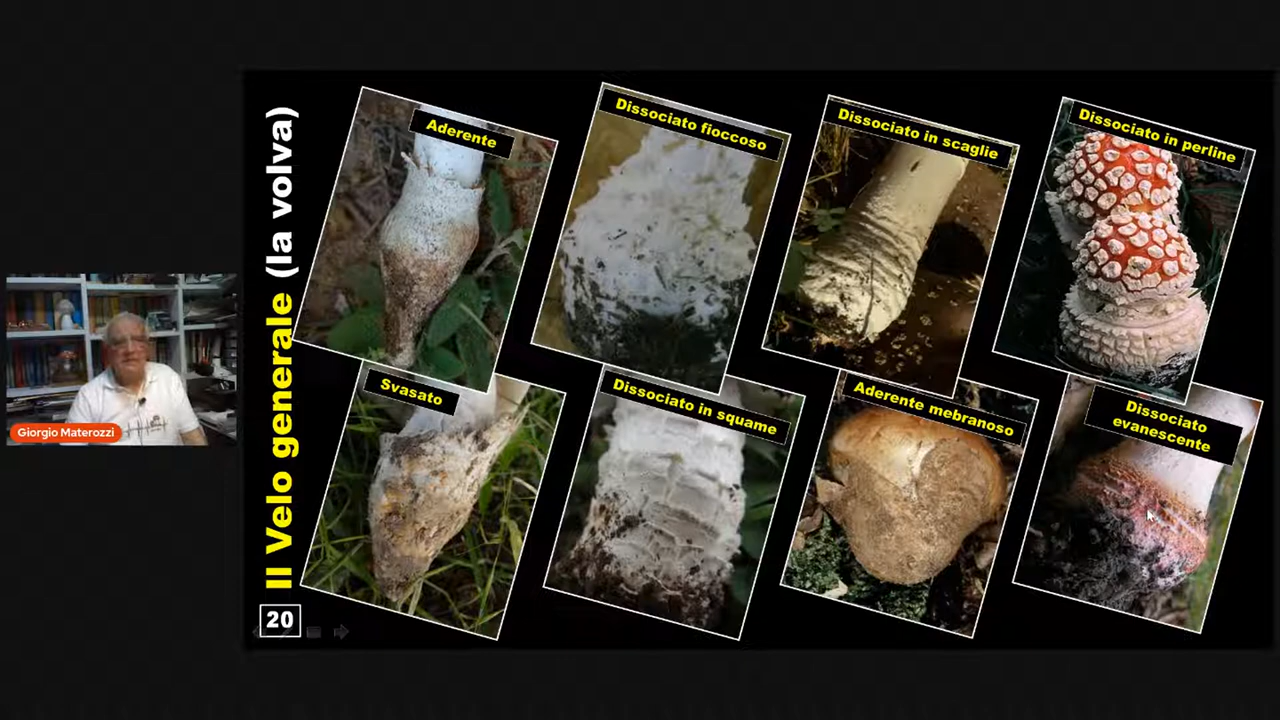 Il Velo generale (la volva)
Aderente
Dissociato fioccoso
Dissociato in scaglie
Dissociato in perline
Svasato
Dissociato in squame
Aderente mebranoso
Dissociato
evanescente
Giorgio Materozzi
20